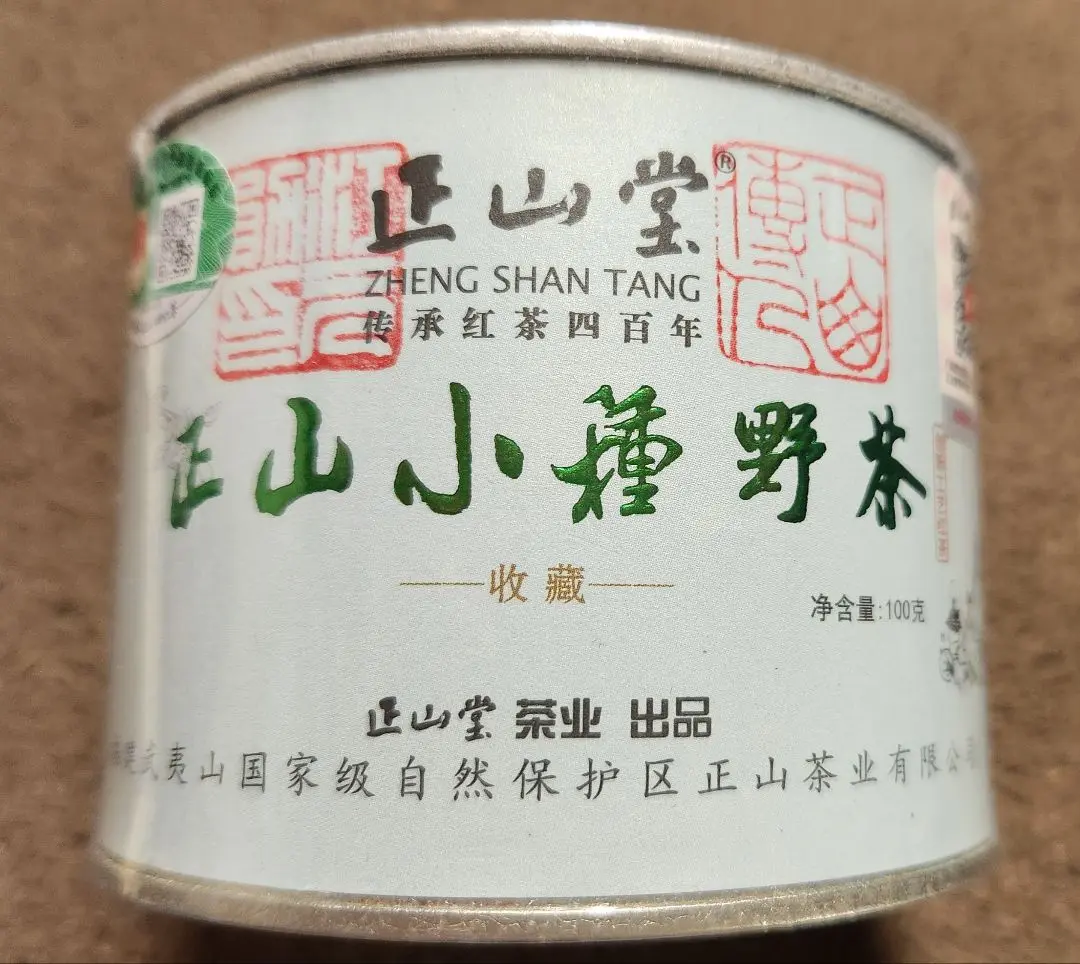 正山堂®
ZHENG SHAN TANG
传承红茶四百年
正山小種 野茶
收藏
净含量:100克
正山堂 茶业 出品
武夷山国家级自然保护区正山茶业有限公司